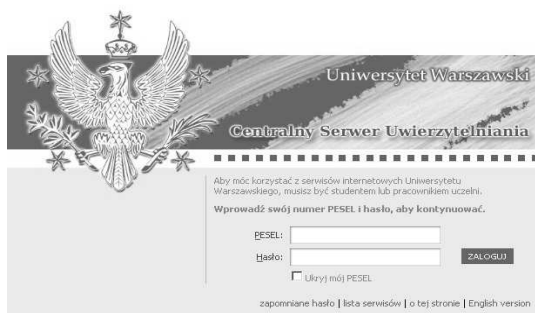 Uniwersytet Warszawski
Centralny Serwer Uwierzytelniania
Aby móc korzystać z serwisów internetowych Uniwersytetu
Warszawskiego, musisz być studentem lub pracownikiem uczelni.
Wprowadź swój numer PESEL i hasło, aby kontynuować.
PESEL:
Hasło:
ZALOGUJ
Ukryj mój PESEL
zapomniane hasło | lista serwisów | o tej stronie | English version